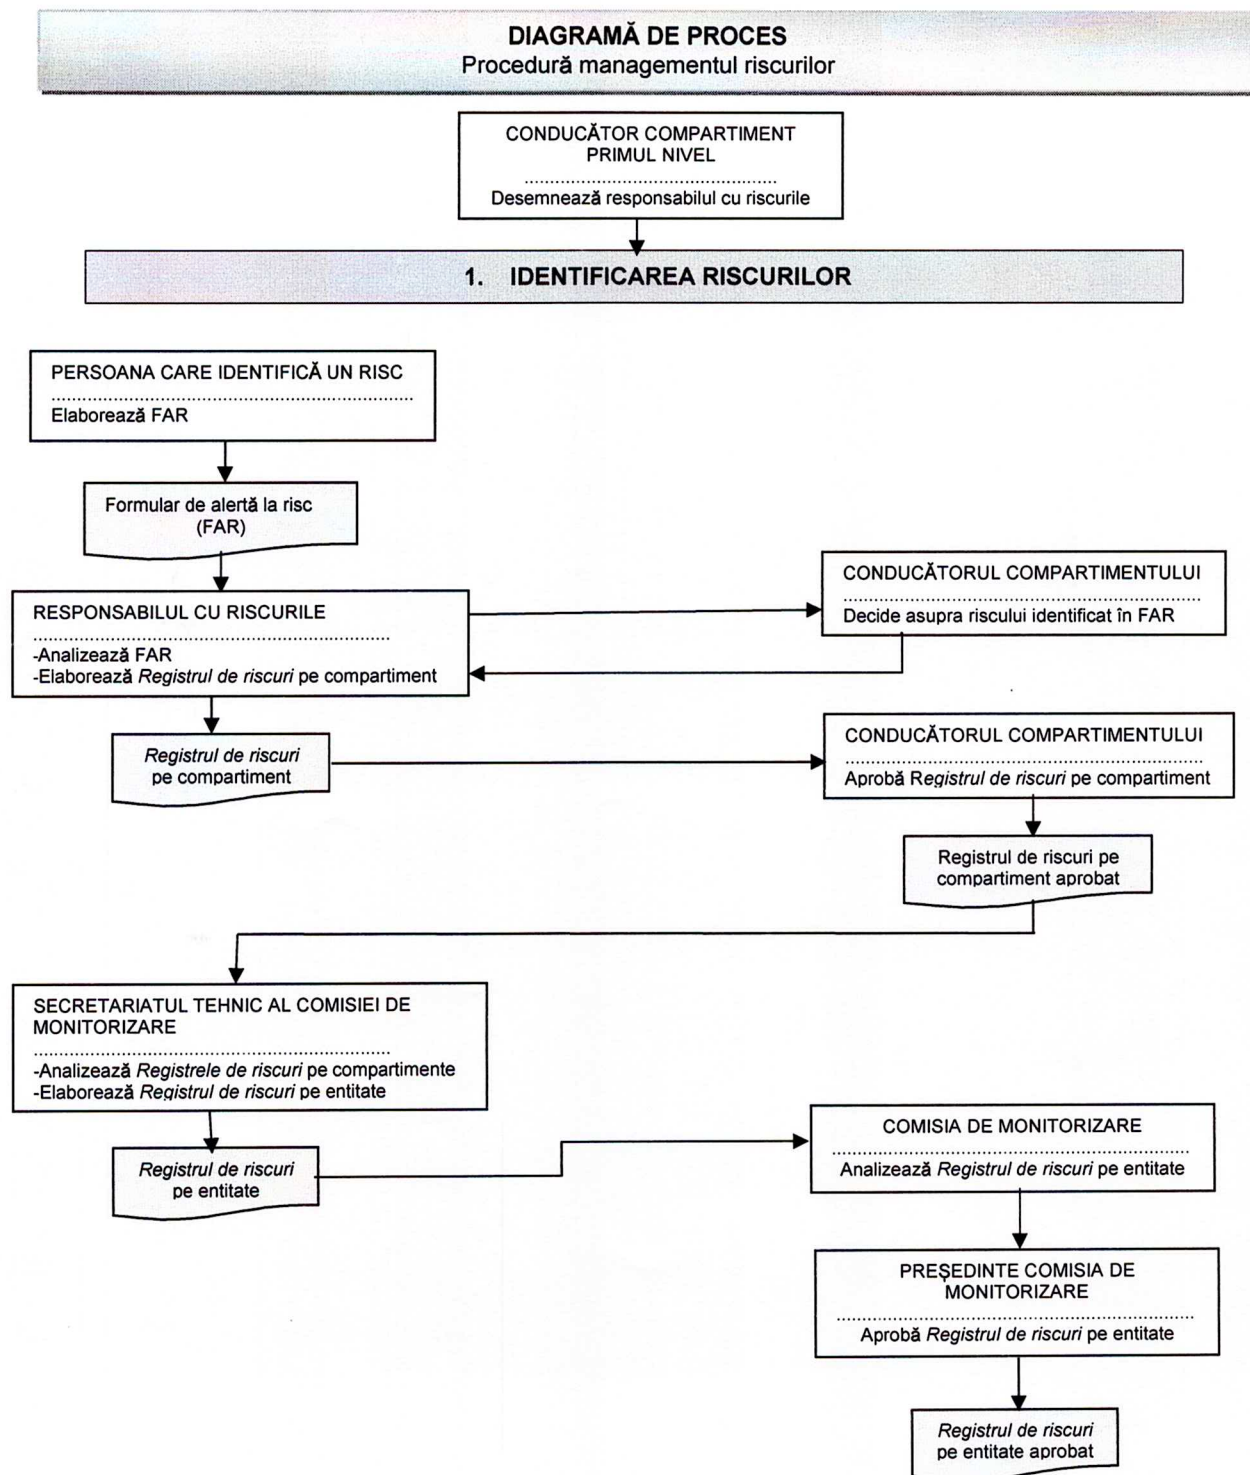 DIAGRAMĂ DE PROCES
Procedură managementul riscurilor
CONDUCĂTOR COMPARTIMENT
PRIMUL NIVEL
................................................
Desemnează responsabilul cu riscurile
1. IDENTIFICAREA RISCURILOR
PERSOANA CARE IDENTIFICĂ UN RISC
.....................................................................
Elaborează FAR
Formular de alertă la risc
(FAR)
RESPONSABILUL CU RISCURILE
....................................................................
-Analizează FAR
-Elaborează Registrul de riscuri pe compartiment
CONDUCĂTORUL COMPARTIMENTULUI
....................................................................
Decide asupra riscului identificat în FAR
Registrul de riscuri
pe compartiment
CONDUCĂTORUL COMPARTIMENTULUI
....................................................................
Aprobă Registrul de riscuri pe compartiment
Registrul de riscuri pe
compartiment aprobat
SECRETARIATUL TEHNIC AL COMISIEI DE
MONITORIZARE
....................................................................
-Analizează Registrele de riscuri pe compartimente
-Elaborează Registrul de riscuri pe entitate
Registrul de riscuri
pe entitate
COMISIA DE MONITORIZARE
....................................................................
Analizează Registrul de riscuri pe entitate
PREŞEDINTE COMISIA DE
MONITORIZARE
....................................................................
Aprobă Registrul de riscuri pe entitate
Registrul de riscuri
pe entitate aprobat